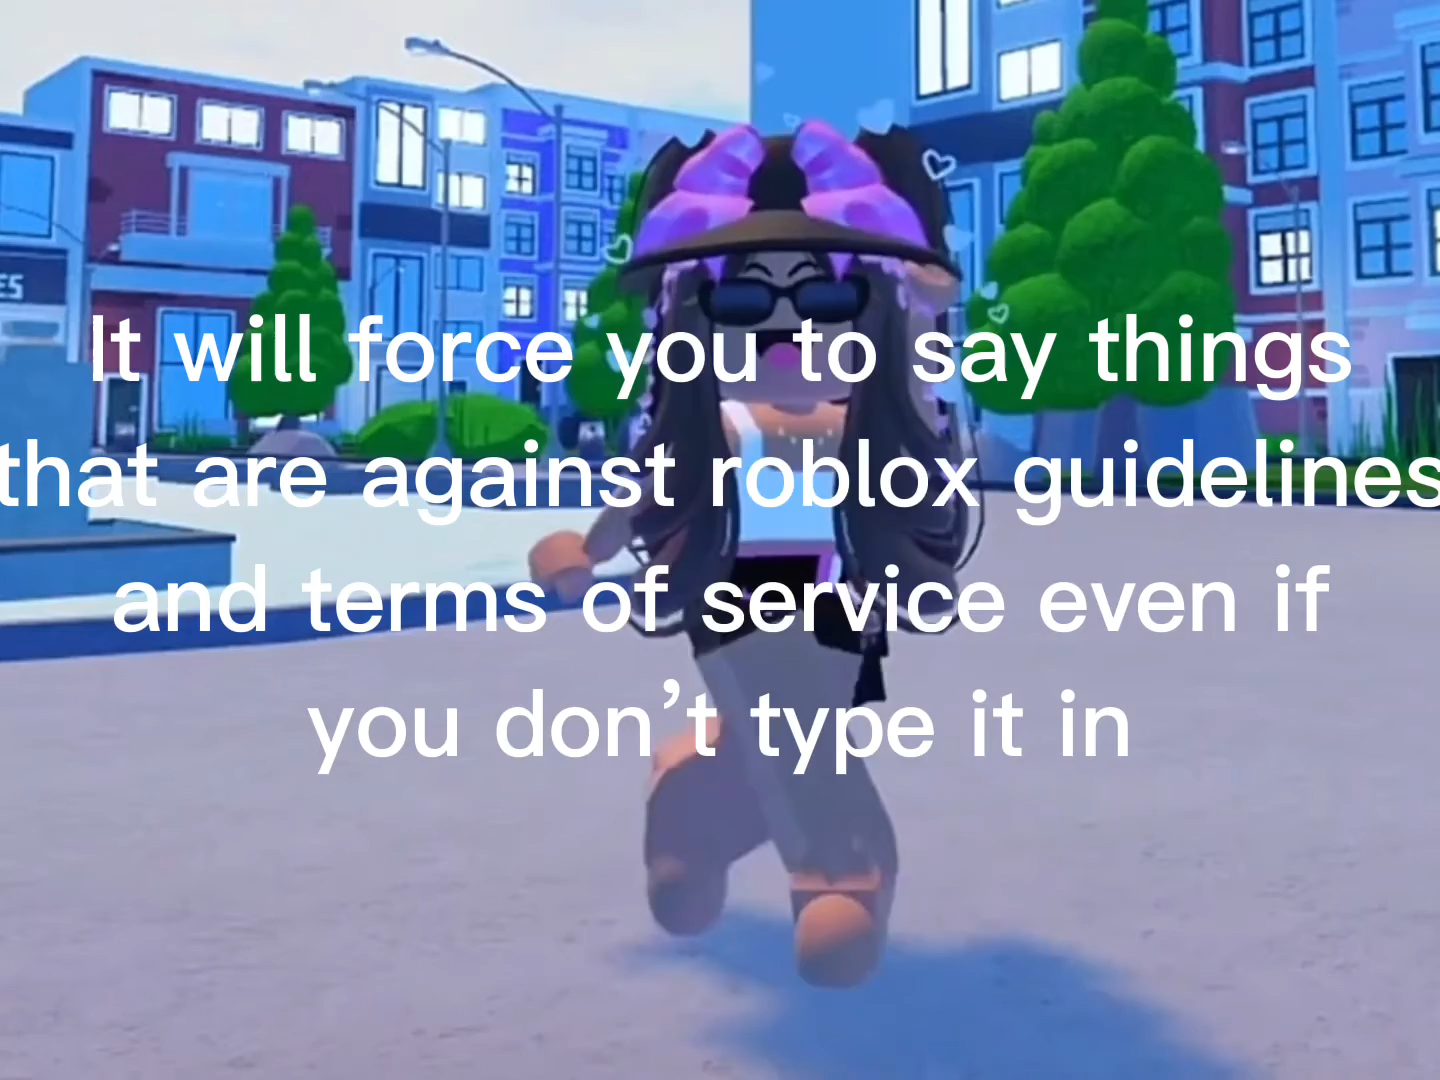 ES
It will force you to say things
that are against roblox guidelines
and terms of service even if
you don’t type it in